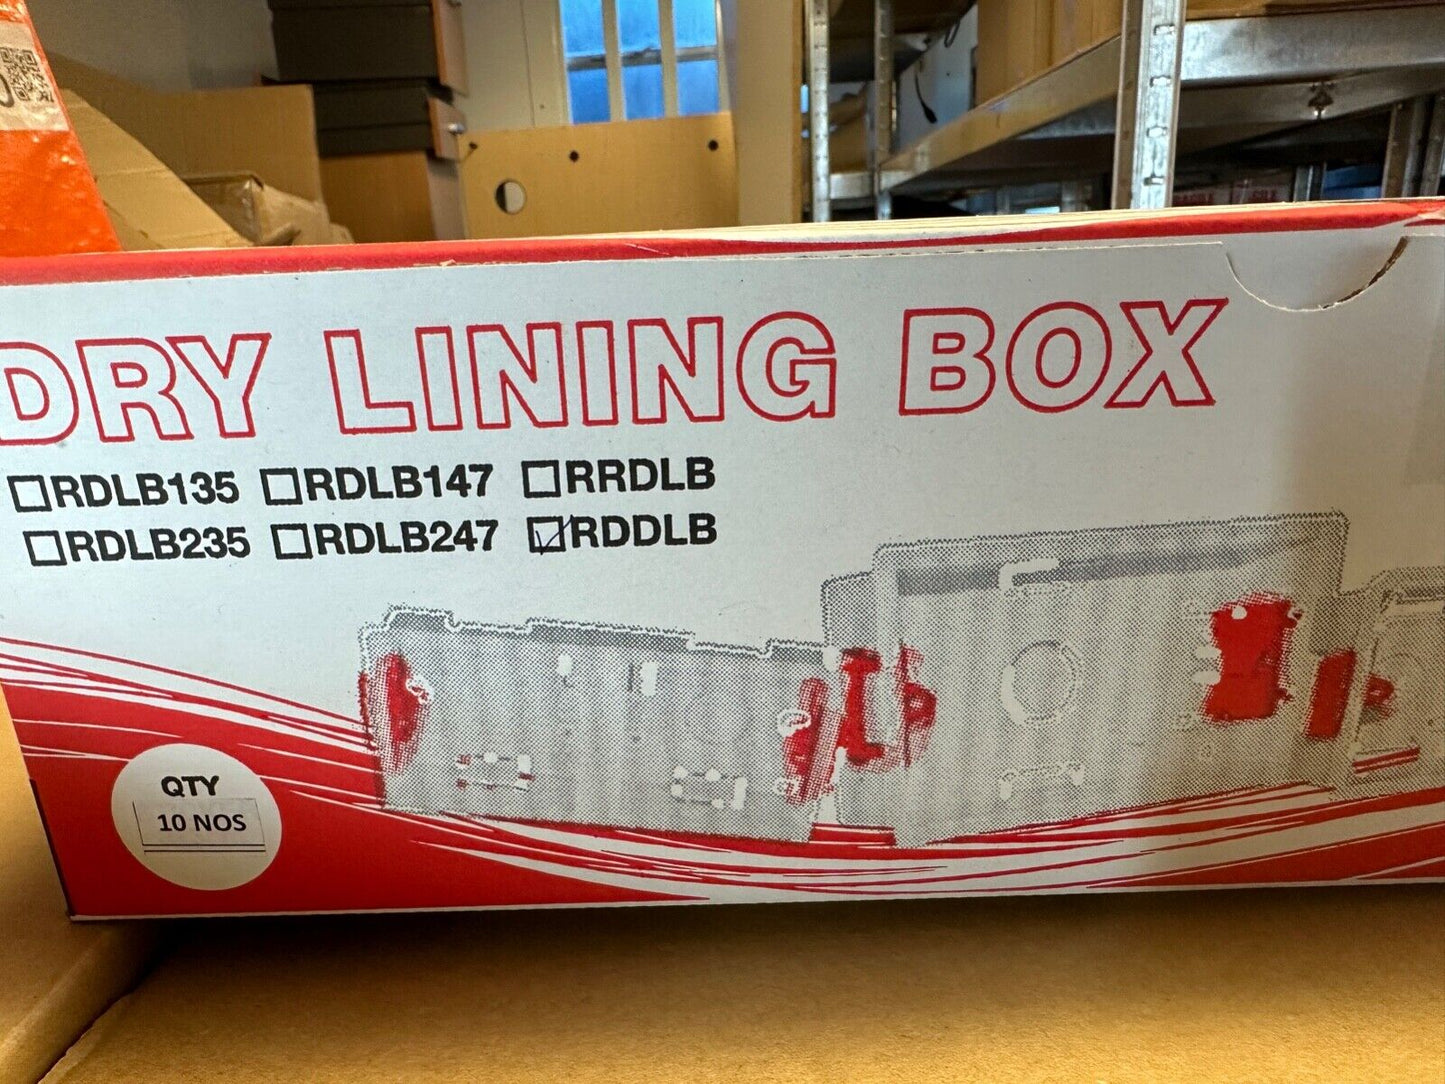 DRY LINING BOX
RDLB135 RDLB147 RRDLB
RDLB235 RDLB247 RDDLB
QTY
10 NOS